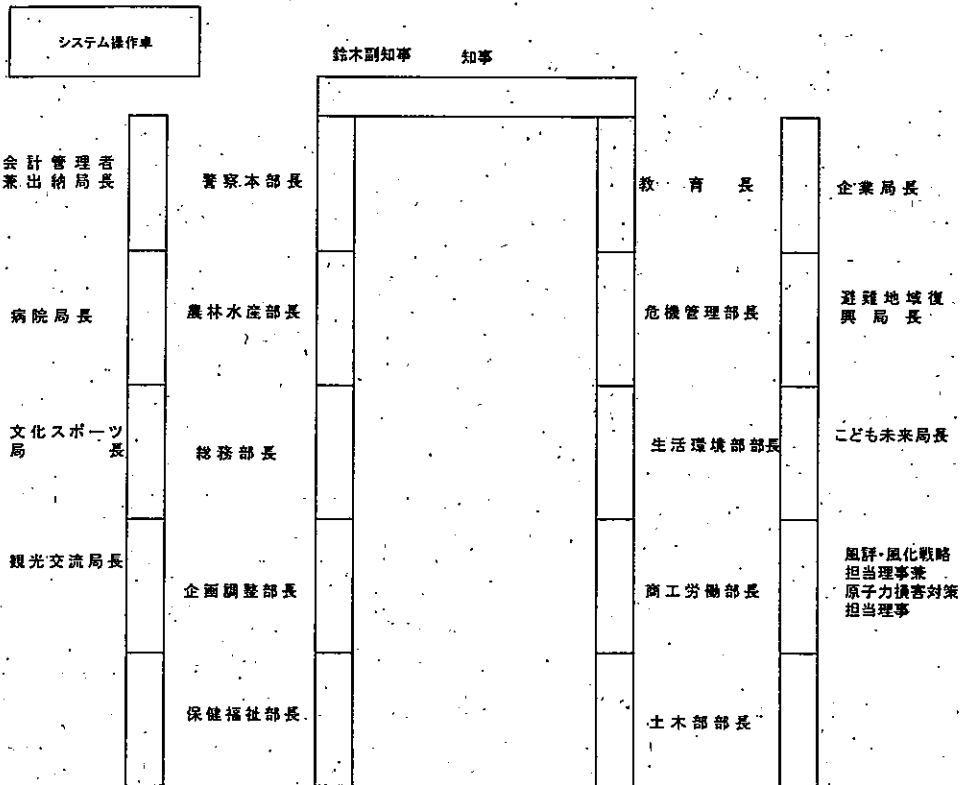 システム操作卓
鈴木副知事　知事
会計管理者
兼出納局長
警察本部長
教育長
企業局長
病院局長
農林水産部長
危機管理部長
避難地域復
興局長
文化スポーツ
局長
総務部長
生活環境部部長
こども未来局長
観光交流局長
企画調整部長
商工労働部長
風評・風化戦略
担当理事兼
原子力損害対策
担当理事
保健福祉部長
土木部部長